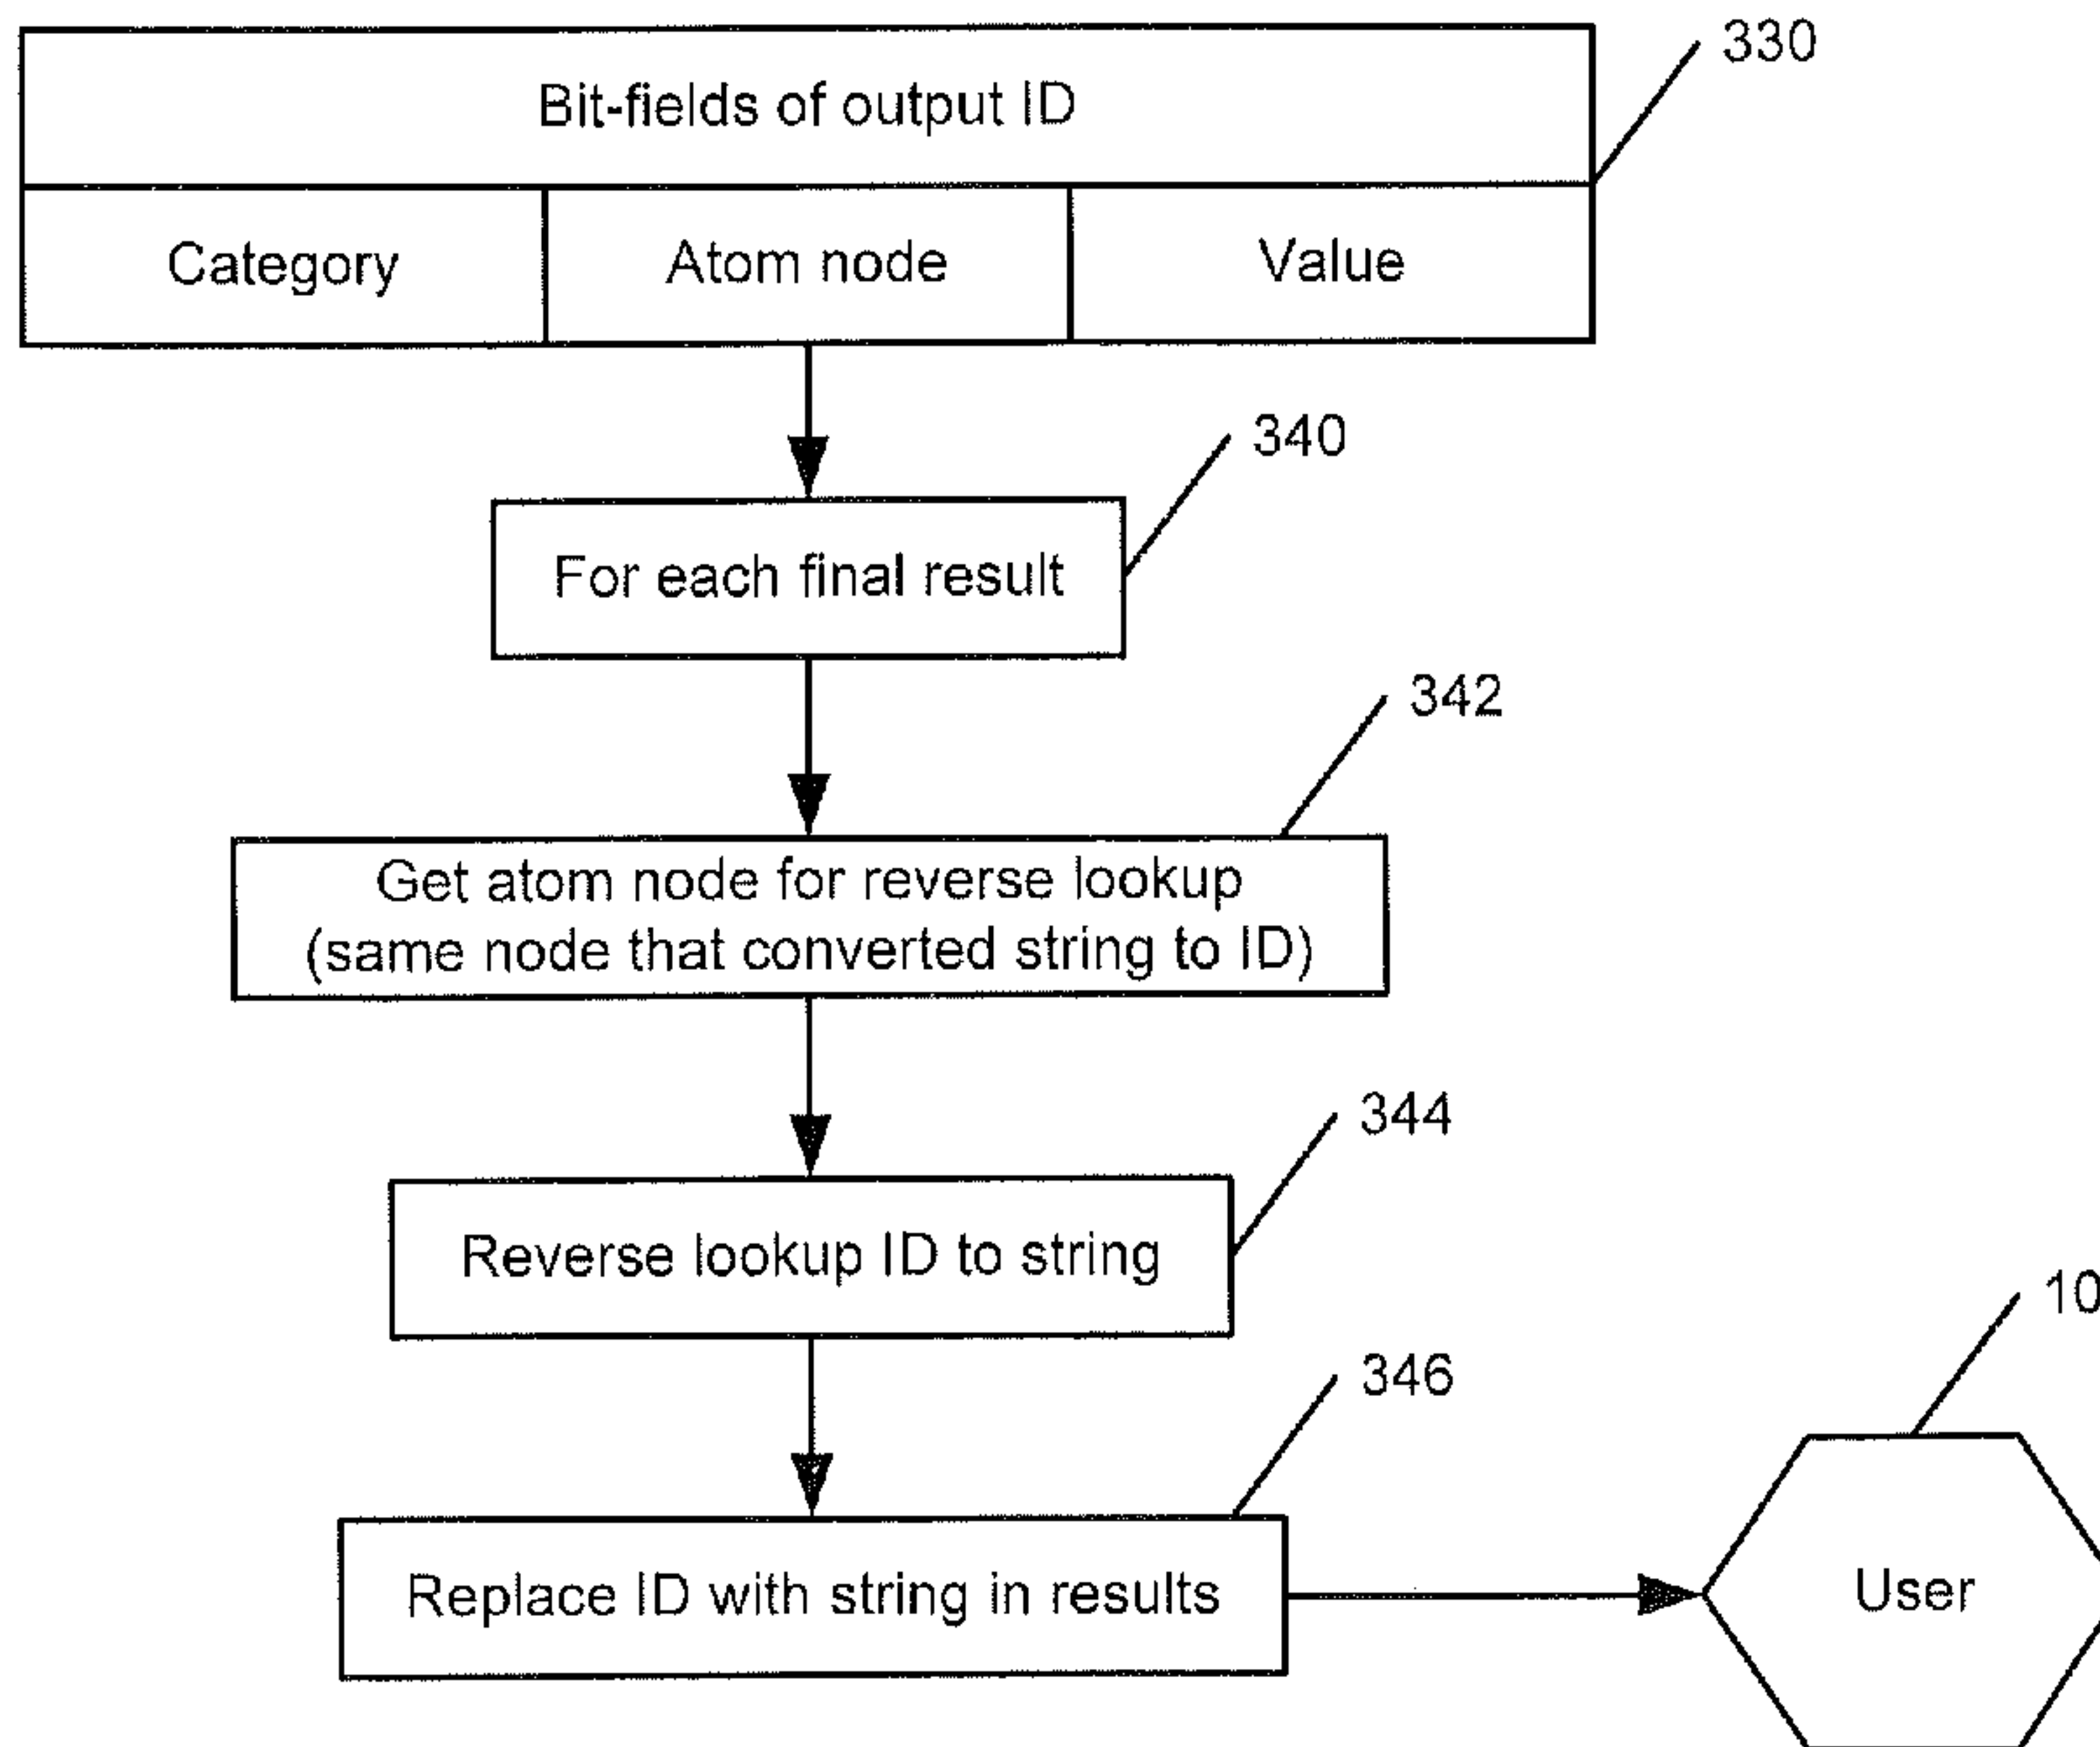 330
Bit-fields of output ID
Category
Atom node
Value
340
For each final result
342
Get atom node for reverse lookup
(same node that converted string to ID)
344
Reverse lookup ID to string
10
346
Replace ID with string in results
User